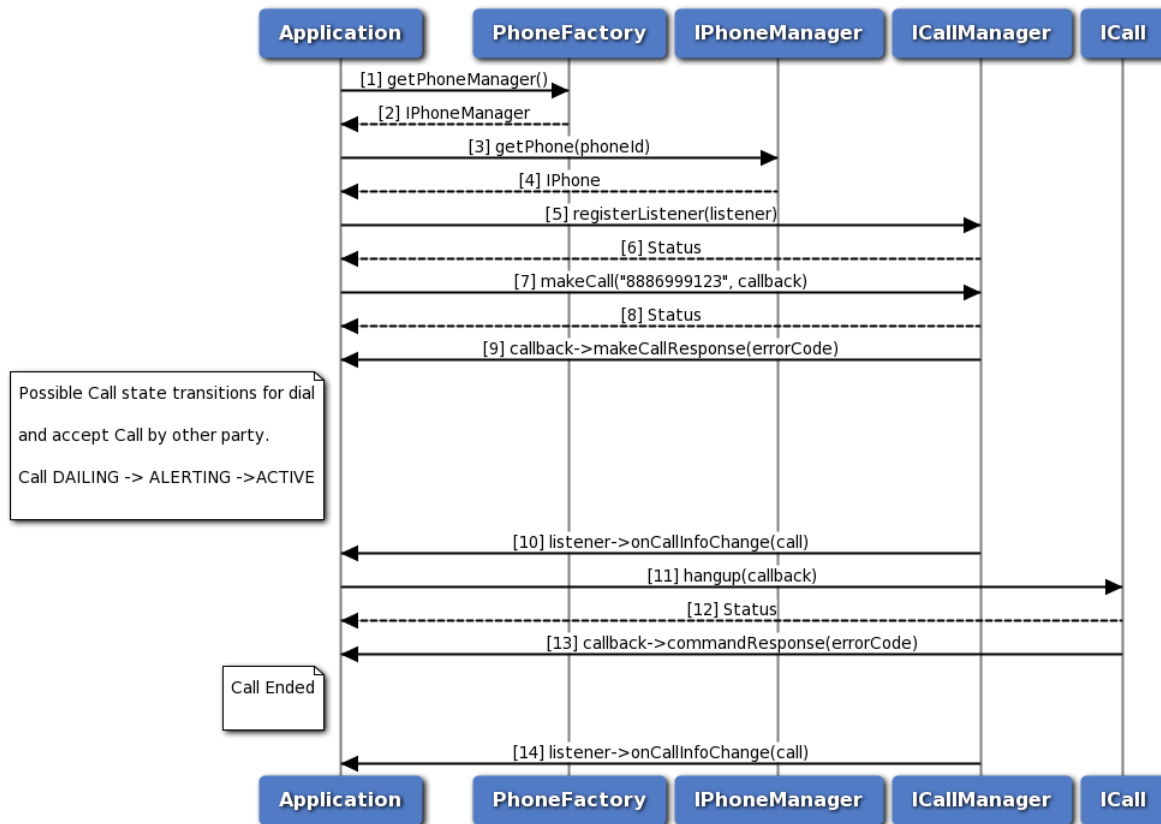 Application PhoneFactory IPhoneManager ICallManager ICall
[1] getPhoneManager()
[2] IPhoneManager
[3] getPhone(phoneId)
[4] IPhone
[5] registerListener(listener)
[6] Status
[7] makeCall("8886999123", callback)
[8] Status
[9] callback->makeCallResponse(errorCode)
Possible Call state transitions for dial
and accept Call by other party.
Call DAILING -> ALERTING ->ACTIVE
[10] listener->onCallInfoChange(call)
[11] hangup(callback)
[12] Status
[13] callback->commandResponse(errorCode)
Call Ended
[14] listener->onCallInfoChange(call)
Application PhoneFactory IPhoneManager ICallManager ICall